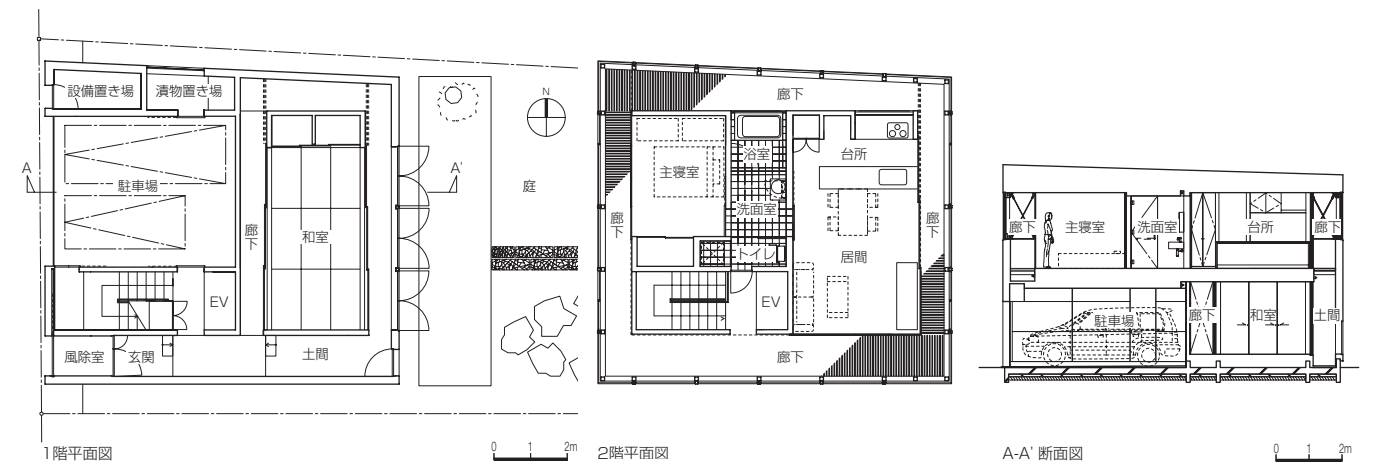 設備置き場
漬物置き場
駐車場
A
A'
N
庭
廊下
和室
EV
風除室
玄関
土間
1階平面図
0 1 2m
廊下
主寝室
浴室
台所
廊下
洗面室
廊下
トイレ
居間
EV
廊下
2階平面図
廊下
主寝室
洗面室
台所
廊下
駐車場
廊下
和室
土間
A-A' 断面図
0 1 2m